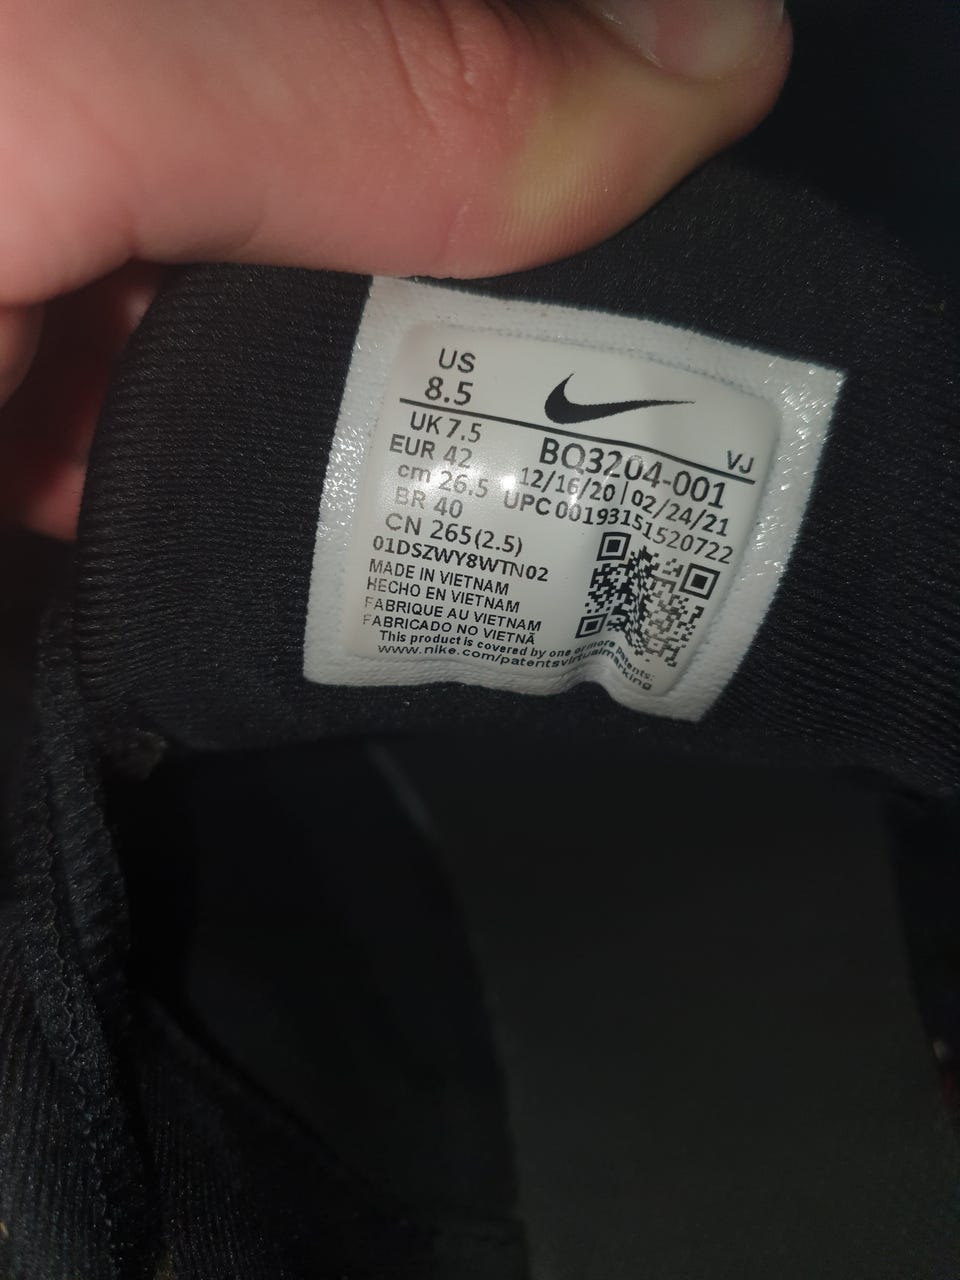 US
8.5
UK 7.5
EUR 42
cm 26.5
BR 40
CN 265(2.5)
VJ
BQ3204-001
12/16/20 | 02/24/21
UPC 00193151520722
01DSZWY8WTN02
MADE IN VIETNAM
HECHO EN VIETNAM
FABRIQUE AU VIETNAM
FABRICADO NO VIETNÃ
This product is covered by one or more patents:
www.nike.com/patentsvirtualmarking